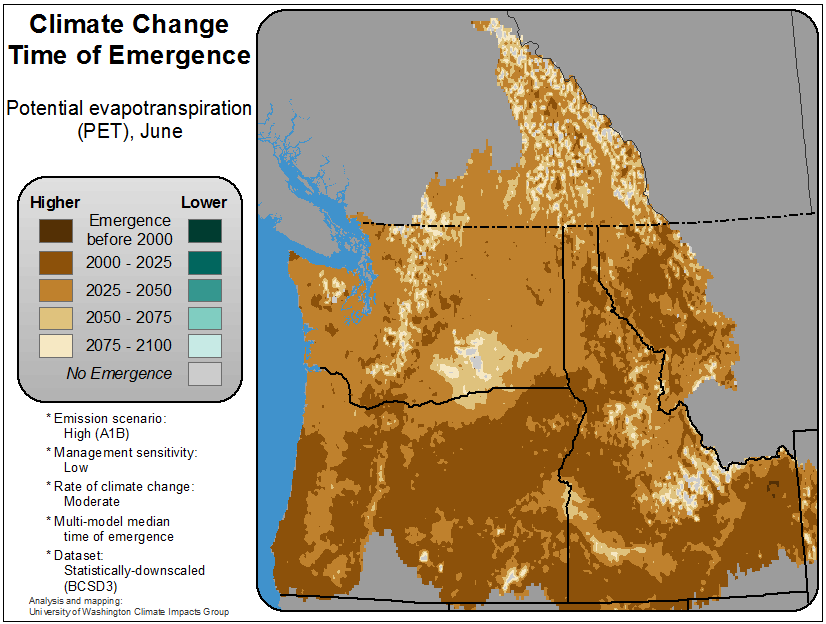 Climate Change
Time of Emergence
Potential evapotranspiration
(PET), June
Higher Lower
Emergence
before 2000
2000 - 2025
2025 - 2050
2050 - 2075
2075 - 2100
No Emergence
* Emission scenario:
High (A1B)
* Management sensitivity:
Low
* Rate of climate change:
Moderate
* Multi-model median
time of emergence
* Dataset:
Statistically-downscaled
(BCSD3)
Analysis and mapping:
University of Washington Climate Impacts Group